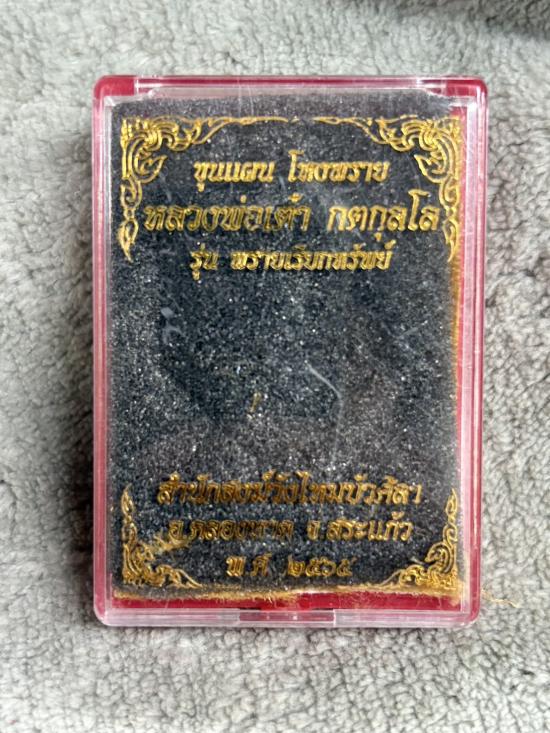 ขุนแผน โหงพราย
หลวงพ่อเต๋า กตกุลโล
รุ่น พรายเรียกทรัพย์
สำนักสงฆ์วังไทมบัวศิลา
อ.คลองหาด จ.สระแก้ว
พ.ศ. ๒๕๖๕